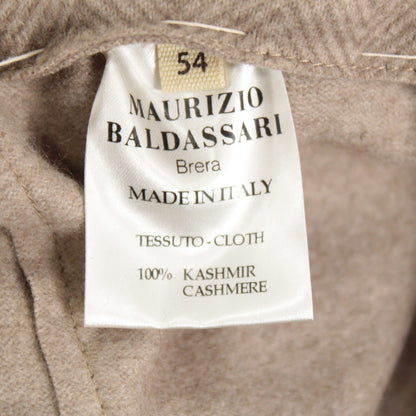 54
MAURIZIO
BALDASSARI
Brera
MADE IN ITALY
TESSUTO - CLOTH
100% KASHMIR
CASHMERE